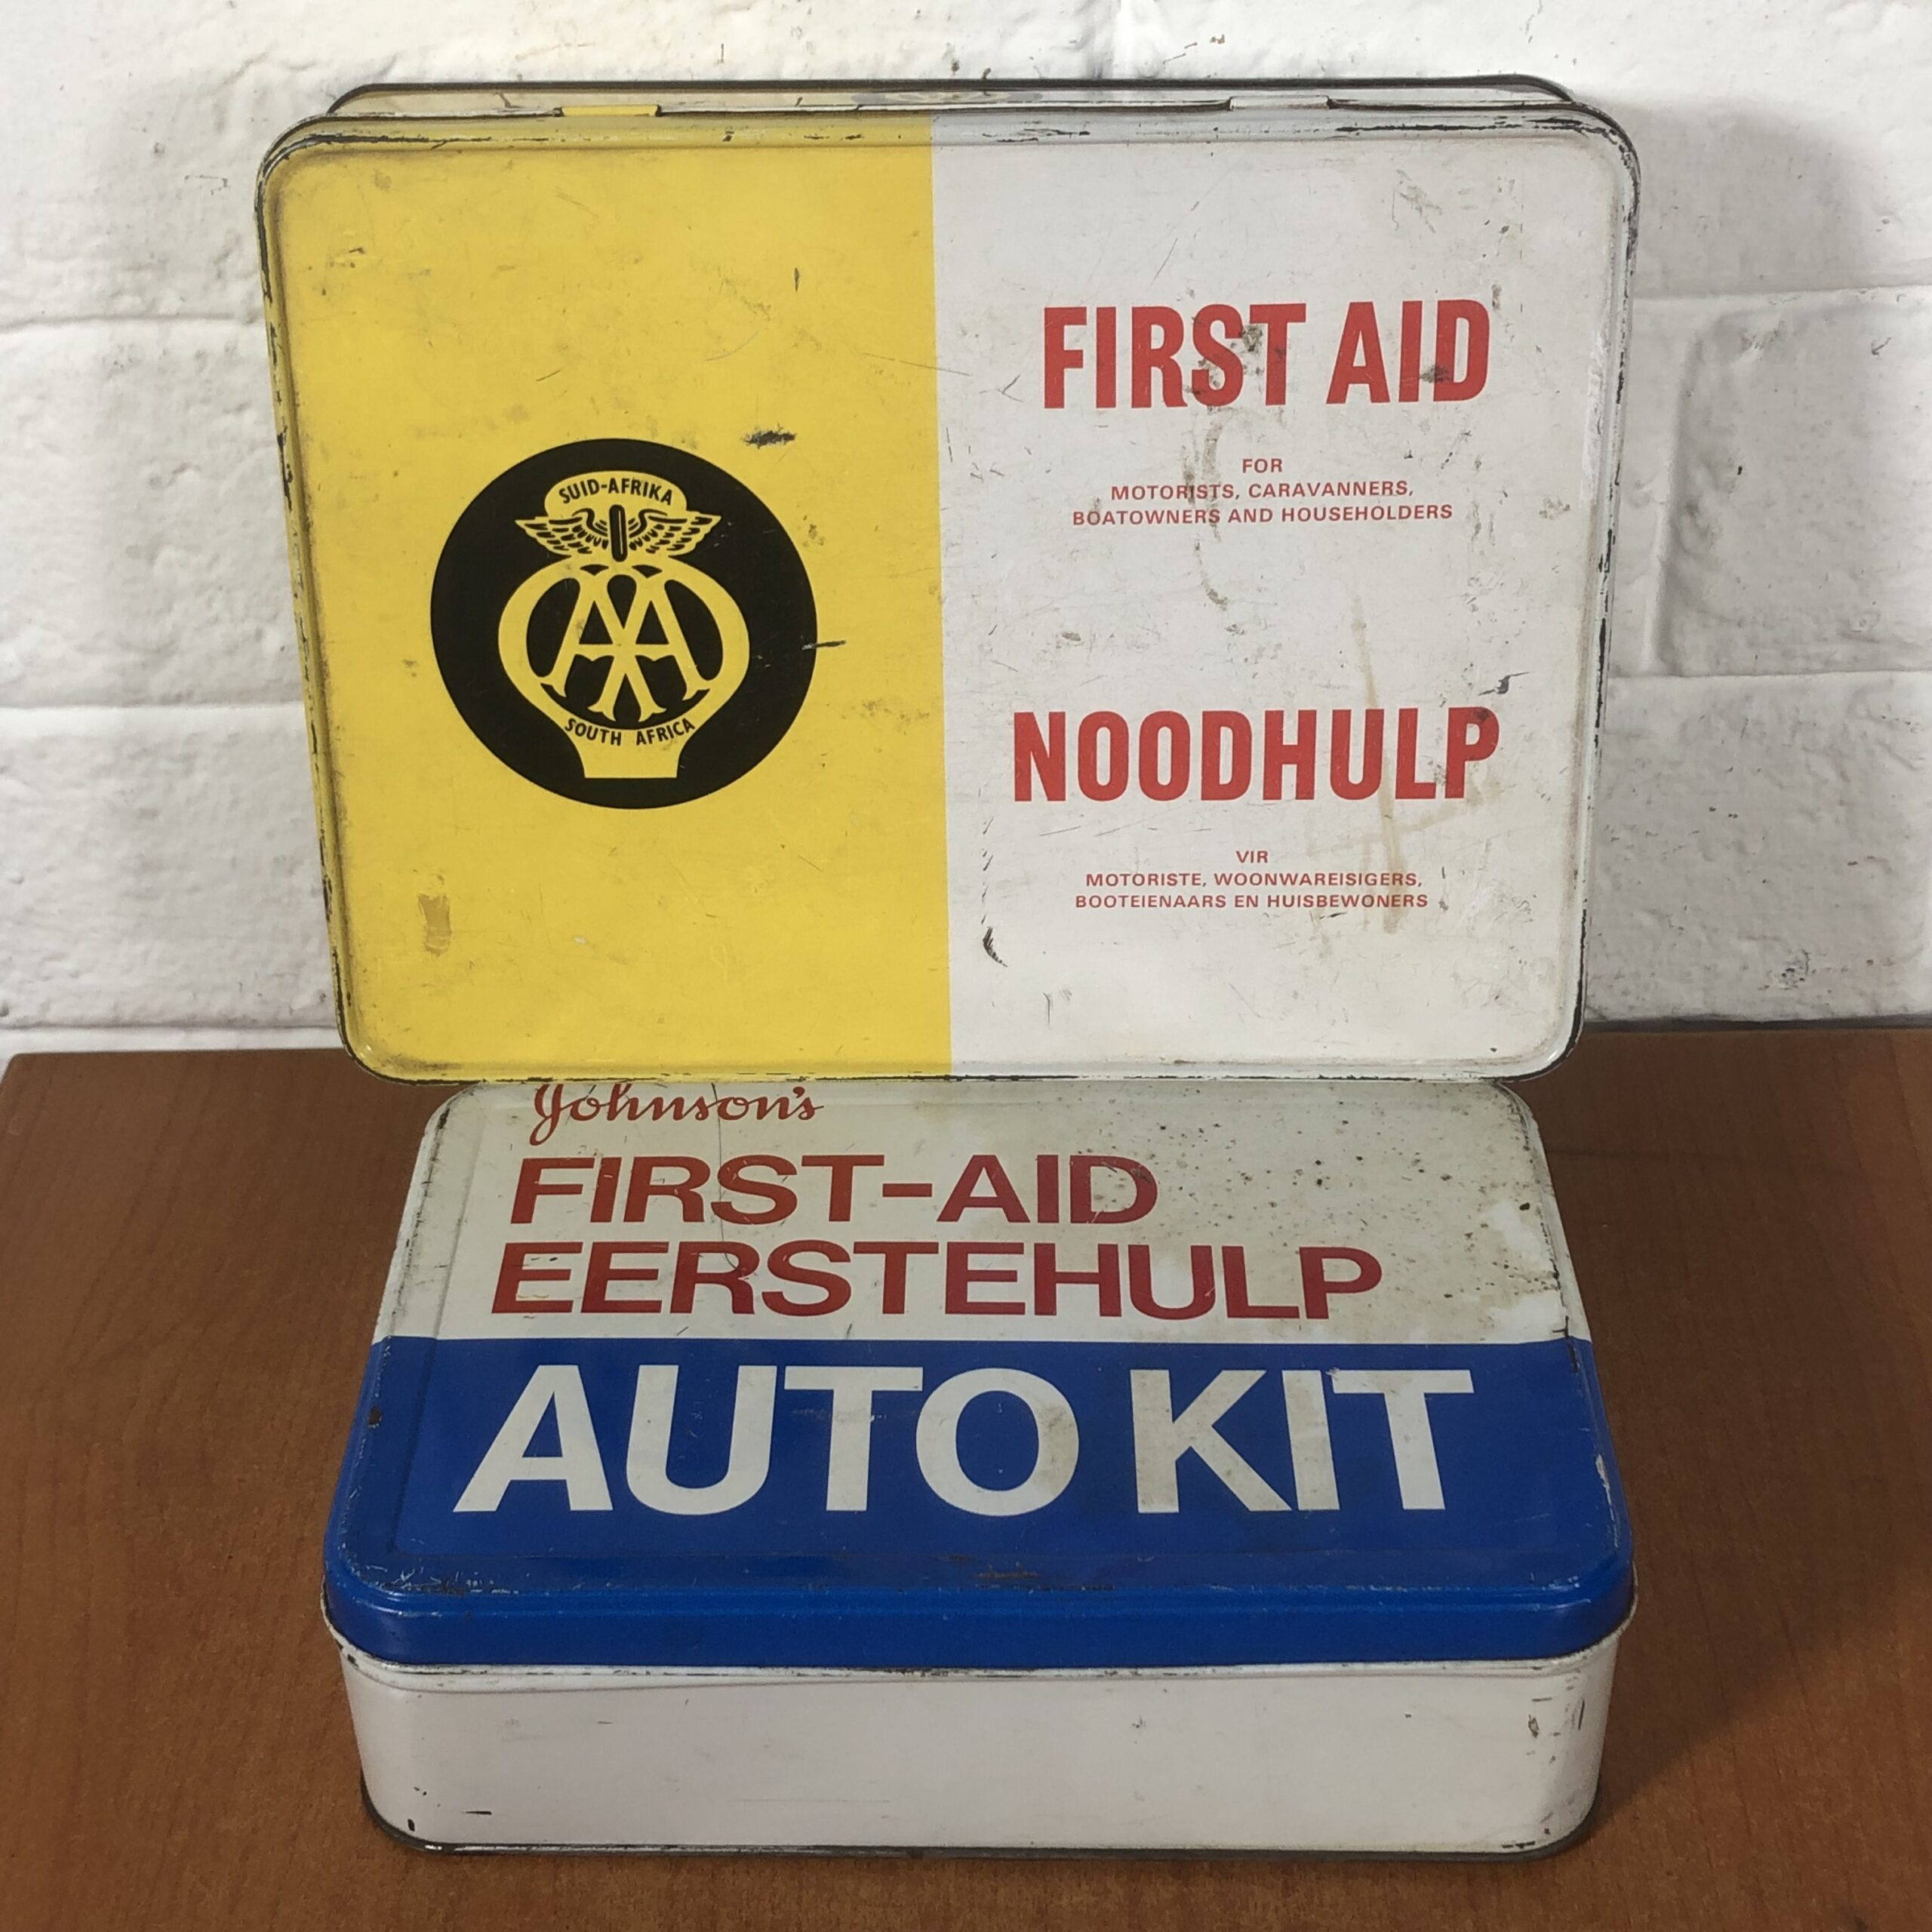 SUID-AFRIKA
AA
SOUTH AFRICA
FIRST AID
FOR
MOTORISTS, CARAVANNERS,
BOATOWNERS AND HOUSEHOLDERS
NOODHULP
VIR
MOTORISTE, WOONWAREISIGERS,
BOOTEIENAARS EN HUISBEWONERS
Johnson's
FIRST-AID
EERSTEHULP
AUTO KIT